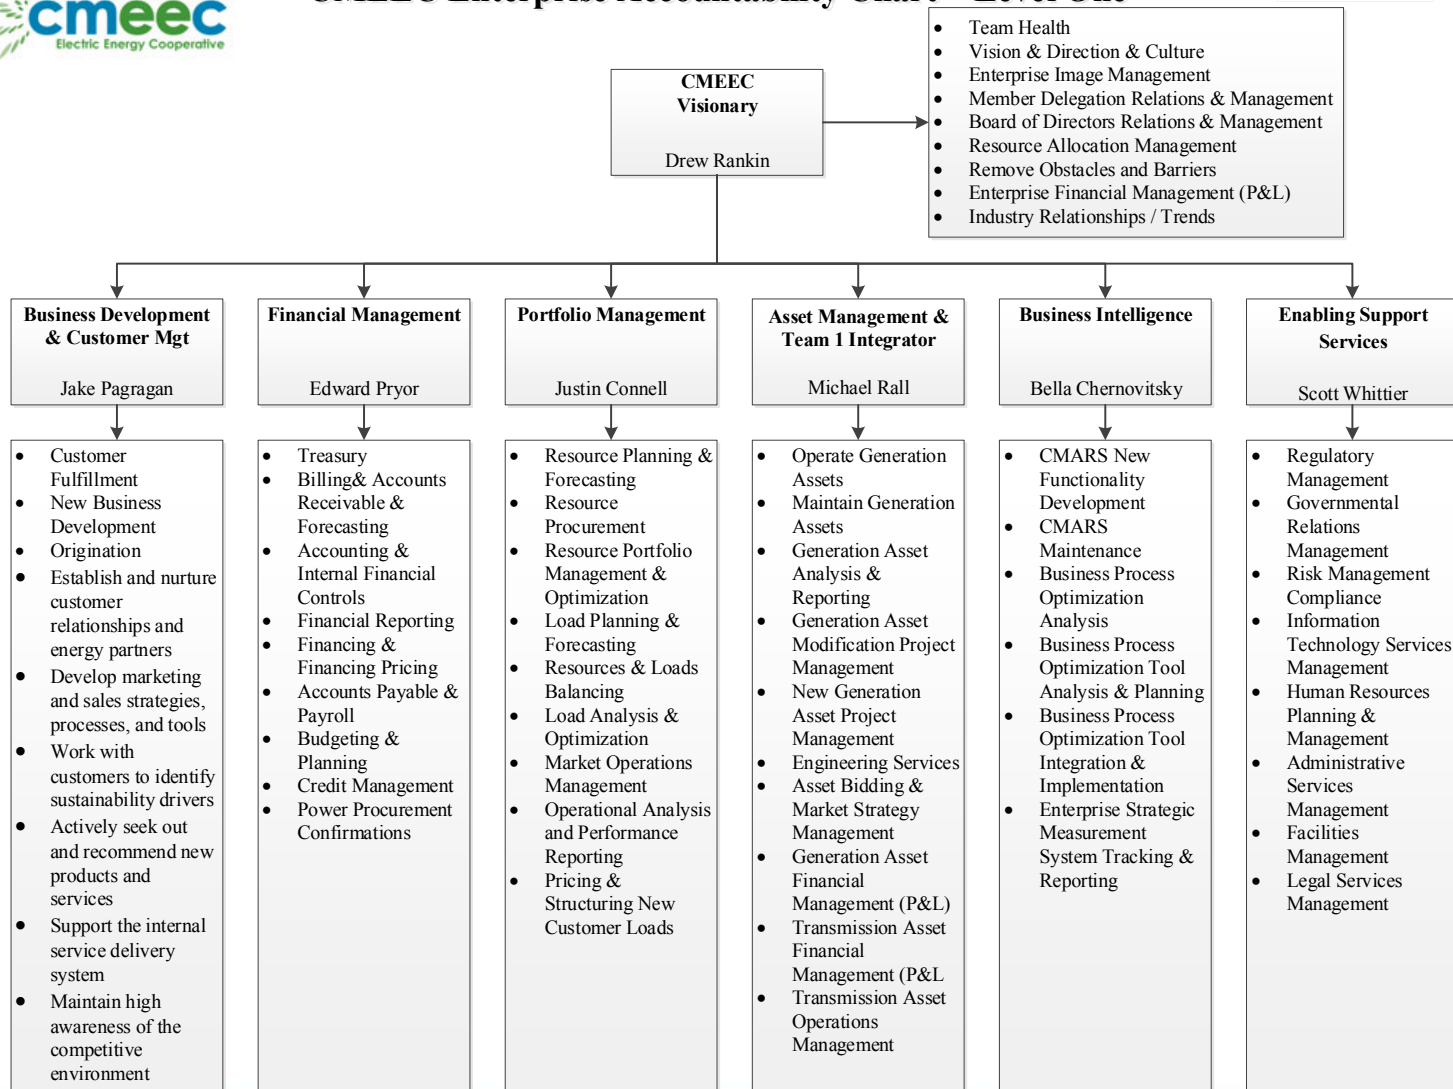 CMEEC Enterprise Accountability Chart - Level One
cmeec
Electric Energy Cooperative
CMEEC
Visionary
Drew Rankin
• Team Health
• Vision & Direction & Culture
• Enterprise Image Management
• Member Delegation Relations & Management
• Board of Directors Relations & Management
• Resource Allocation Management
• Remove Obstacles and Barriers
• Enterprise Financial Management (P&L)
• Industry Relationships / Trends
Business Development
& Customer Mgt
Jake Pagragan
Financial Management
Edward Pryor
Portfolio Management
Justin Connell
Asset Management &
Team 1 Integrator
Michael Rall
Business Intelligence
Bella Chernovitsky
Enabling Support
Services
Scott Whittier
• Customer
Fulfillment
• New Business
Development
• Origination
• Establish and nurture
customer
relationships and
energy partners
• Develop marketing
and sales strategies,
processes, and tools
• Work with
customers to identify
sustainability drivers
• Actively seek out
and recommend new
products and
services
• Support the internal
service delivery
system
• Maintain high
awareness of the
competitive
environment
• Treasury
• Billing& Accounts
Receivable &
Forecasting
• Accounting &
Internal Financial
Controls
• Financial Reporting
• Financing &
Financing Pricing
• Accounts Payable &
Payroll
• Budgeting &
Planning
• Credit Management
• Power Procurement
Confirmations
• Resource Planning &
Forecasting
• Resource
Procurement
• Resource Portfolio
Management &
Optimization
• Load Planning &
Forecasting
• Resources & Loads
Balancing
• Load Analysis &
Optimization
• Market Operations
Management
• Operational Analysis
and Performance
Reporting
• Pricing &
Structuring New
Customer Loads
• Operate Generation
Assets
• Maintain Generation
Assets
• Generation Asset
Analysis &
Reporting
• Generation Asset
Modification Project
Management
• New Generation
Asset Project
Management
• Engineering Services
• Asset Bidding &
Market Strategy
Management
• Generation Asset
Financial
Management (P&L)
• Transmission Asset
Financial
Management (P&L
• Transmission Asset
Operations
Management
• CMARS New
Functionality
Development
• CMARS
Maintenance
• Business Process
Optimization
Analysis
• Business Process
Optimization Tool
Analysis & Planning
• Business Process
Optimization Tool
Integration &
Implementation
• Enterprise Strategic
Measurement
System Tracking &
Reporting
• Regulatory
Management
• Governmental
Relations
Management
• Risk Management
Compliance
• Information
Technology Services
Management
• Human Resources
Planning &
Management
• Administrative
Services
Management
• Facilities
Management
• Legal Services
Management